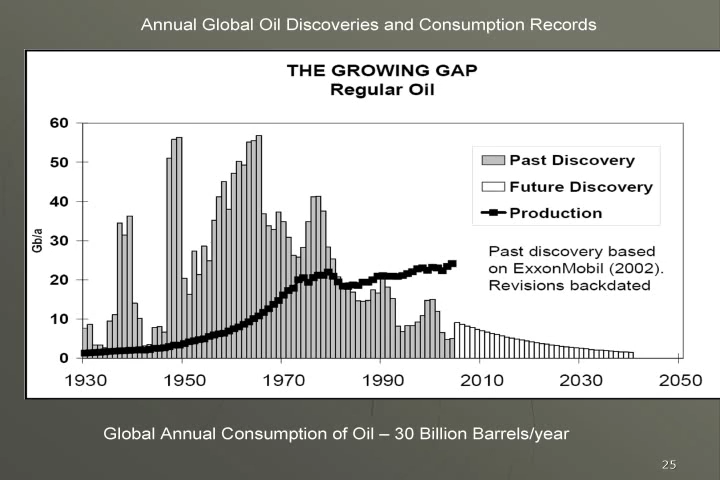 Annual Global Oil Discoveries and Consumption Records
THE GROWING GAP
Regular Oil
60
50
40
30
20
10
0
Gb/a
Past Discovery
Future Discovery
Production
Past discovery based
on ExxonMobil (2002).
Revisions backdated
1930
1950
1970
1990
2010
2030
2050
Global Annual Consumption of Oil – 30 Billion Barrels/year
25